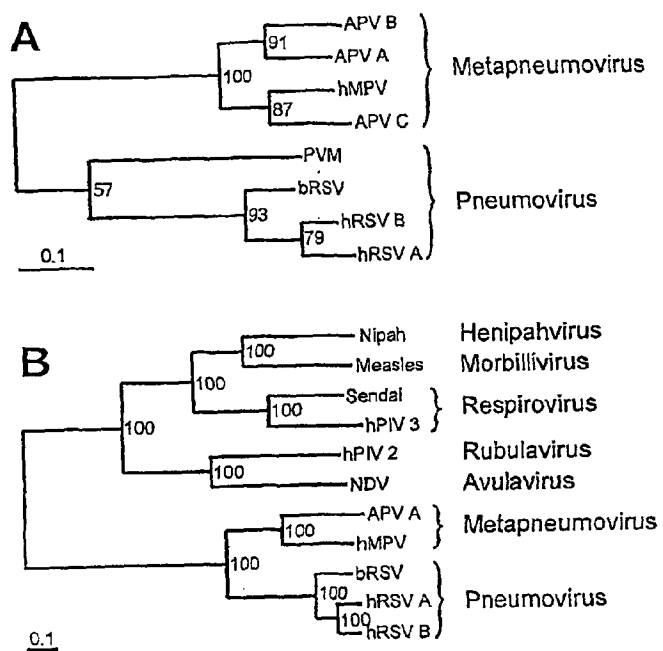 A
APV B
91
APV A
100
Metapneumovirus
hMPV
87
APV C
PVM
57
bRSV
Pneumovirus
93
hRSV B
79
hRSV A
0.1
B
Nipah Henipahvirus
100
Measles Morbillivirus
100
Sendai
100 Respirovirus
hPIV 3
100
hPIV 2 Rubulavirus
100
NDV Avulavirus
APV A
100 Metapneumovirus
hMPV
100
bRSV
100
hRSV A Pneumovirus
100
hRSV B
0.1